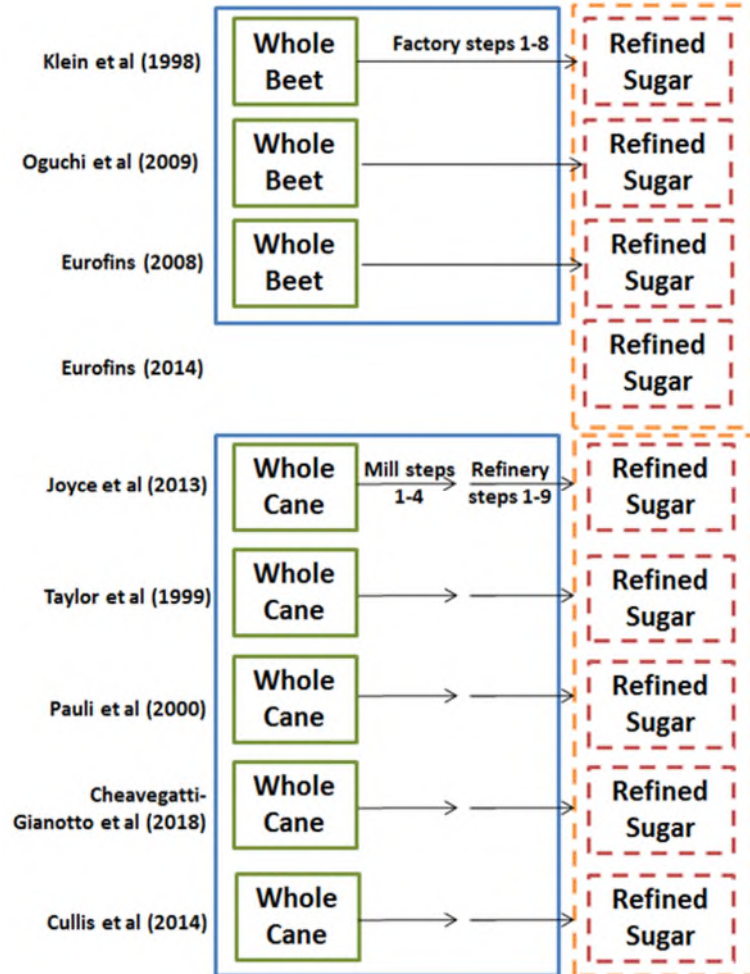 Klein et al (1998)
Whole
Beet
Factory steps 1-8
Refined
Sugar
Oguchi et al (2009)
Whole
Beet
Refined
Sugar
Eurofins (2008)
Whole
Beet
Refined
Sugar
Eurofins (2014)
Refined
Sugar
Joyce et al (2013)
Whole
Cane
Mill steps
1-4
Refinery
steps 1-9
Refined
Sugar
Taylor et al (1999)
Whole
Cane
Refined
Sugar
Pauli et al (2000)
Whole
Cane
Refined
Sugar
Cheavegatti-
Gianotto et al (2018)
Whole
Cane
Refined
Sugar
Cullis et al (2014)
Whole
Cane
Refined
Sugar